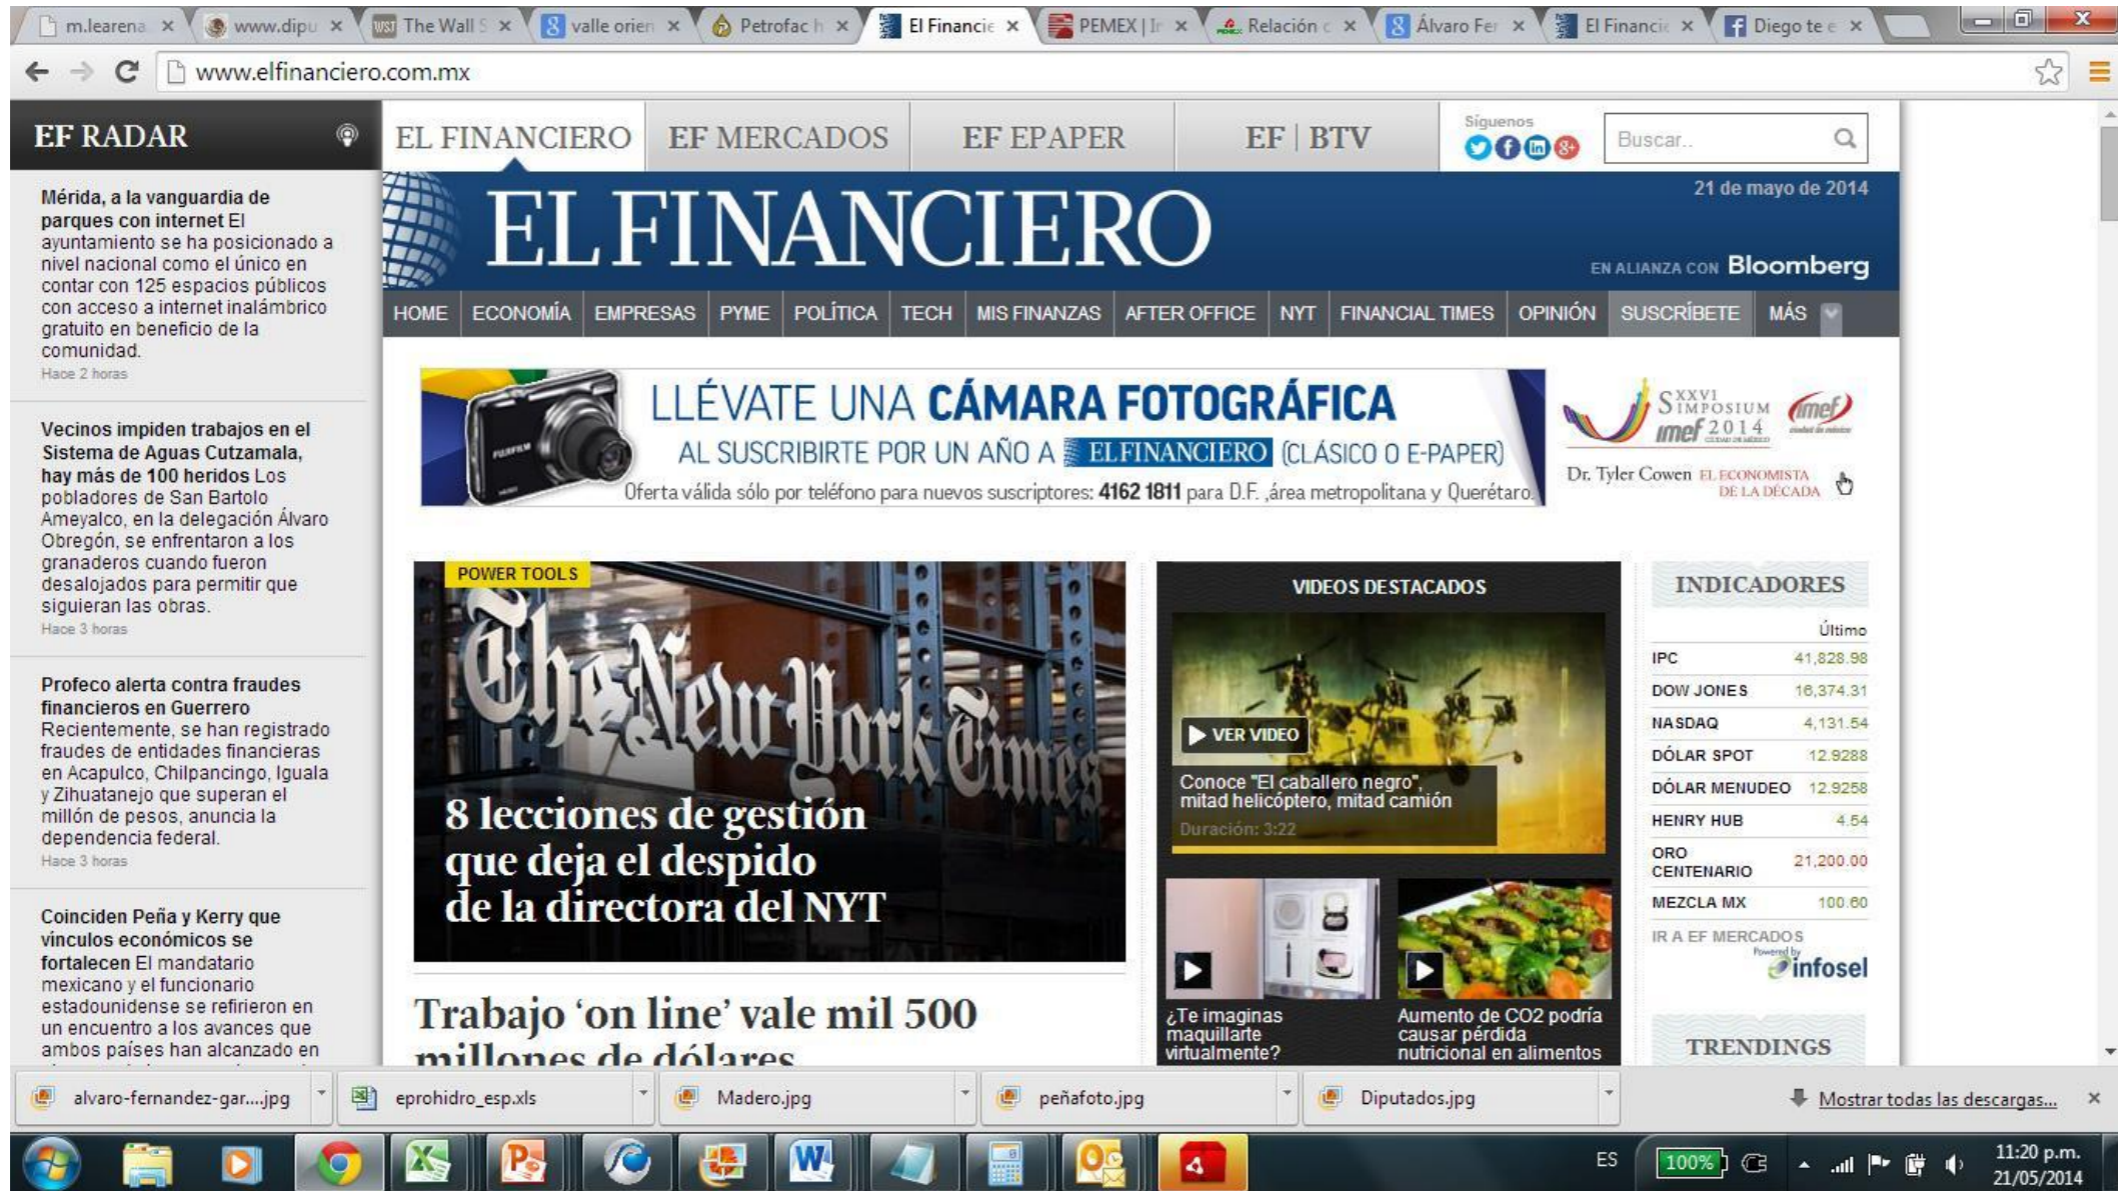 m.learena
www.dipu
The Wall S
valle orien
Petrofac h
El Financie
PEMEX | Ir
Relación c
Álvaro Fer
El Financie
Diego te e
www.elfinanciero.com.mx
EF RADAR
EL FINANCIERO
EF MERCADOS
EF EPAPER
EF | BTV
Síguenos
Buscar..
Mérida, a la vanguardia de
parques con internet El
ayuntamiento se ha posicionado a
nivel nacional como el único en
contar con 125 espacios públicos
con acceso a internet inalámbrico
gratuito en beneficio de la
comunidad.
Hace 2 horas
Vecinos impiden trabajos en el
Sistema de Aguas Cutzamala,
hay más de 100 heridos Los
pobladores de San Bartolo
Ameyalco, en la delegación Álvaro
Obregón, se enfrentaron a los
granaderos cuando fueron
desalojados para permitir que
siguieran las obras.
Hace 3 horas
Profeco alerta contra fraudes
financieros en Guerrero
Recientemente, se han registrado
fraudes de entidades financieras
en Acapulco, Chilpancingo, Iguala
y Zihuatanejo que superan el
millón de pesos, anuncia la
dependencia federal.
Hace 3 horas
Coinciden Peña y Kerry que
vínculos económicos se
fortalecen El mandatario
mexicano y el funcionario
estadounidense se refirieron en
un encuentro a los avances que
ambos países han alcanzado en
21 de mayo de 2014
EL FINANCIERO
EN ALIANZA CON Bloomberg
HOME ECONOMÍA EMPRESAS PYME POLÍTICA TECH MIS FINANZAS AFTER OFFICE NYT FINANCIAL TIMES OPINIÓN SUSCRÍBETE MÁS
FUJIFILM
LLÉVATE UNA CÁMARA FOTOGRÁFICA
AL SUSCRIBIRTE POR UN AÑO A EL FINANCIERO (CLÁSICO O E-PAPER)
Oferta válida sólo por teléfono para nuevos suscriptores: 4162 1811 para D.F. ,área metropolitana y Querétaro.
XXVI
SIMPOSIUM
imef 2014
CIUDAD DE MÉXICO
imef
ciudad de méxico
Dr. Tyler Cowen EL ECONOMISTA
DE LA DÉCADA
POWER TOOLS
The New York Times
8 lecciones de gestión
que deja el despido
de la directora del NYT
Trabajo ‘on line’ vale mil 500
millones de dólares
VIDEOS DESTACADOS
VER VIDEO
Conoce "El caballero negro",
mitad helicóptero, mitad camión
Duración: 3:22
¿Te imaginas
maquillarte
virtualmente?
Aumento de CO2 podría
causar pérdida
nutricional en alimentos
INDICADORES
Último
IPC 41,828.98
DOW JONES 16,374.31
NASDAQ 4,131.54
DÓLAR SPOT 12.9288
DÓLAR MENUDEO 12.9258
HENRY HUB 4.54
ORO
CENTENARIO 21,200.00
MEZCLA MX 100.60
IR A EF MERCADOS
Powered by
infosel
TRENDINGS
alvaro-fernandez-gar....jpg
eprohidro_esp.xls
Madero.jpg
peñafoto.jpg
Diputados.jpg
Mostrar todas las descargas...
ES
100%
11:20 p.m.
21/05/2014